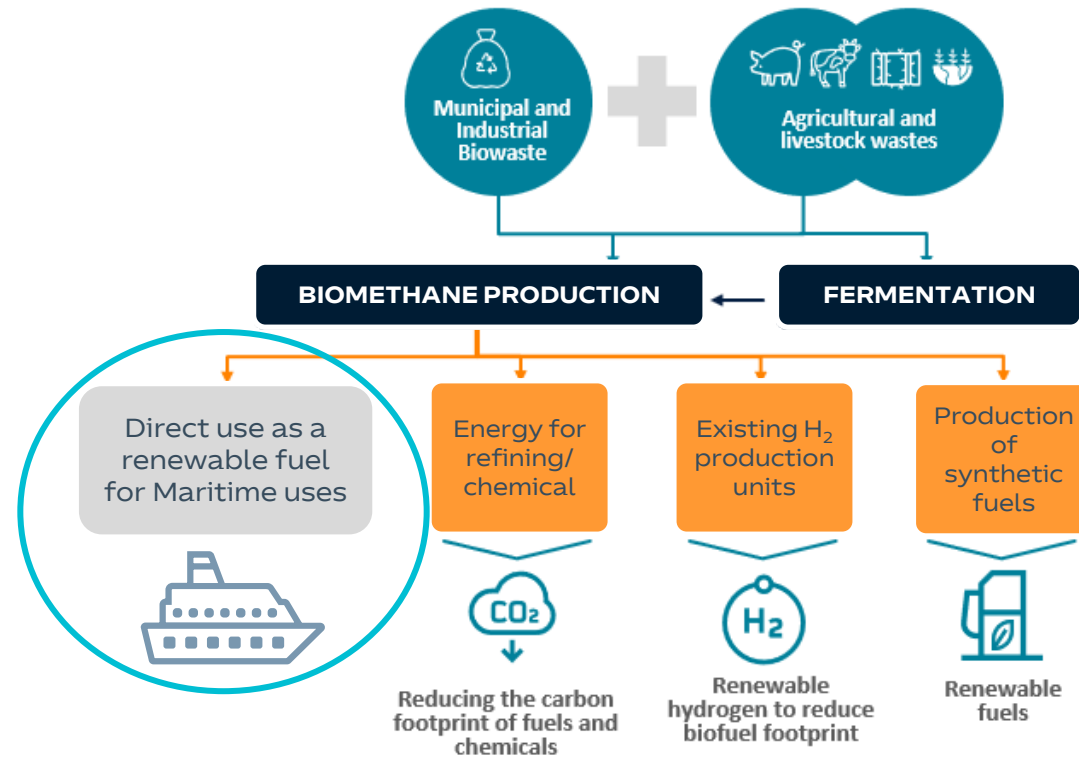 Municipal and
Industrial
Biowaste
Agricultural and
livestock wastes
BIOMETHANE PRODUCTION
FERMENTATION
Direct use as a
renewable fuel
for Maritime uses
Energy for
refining/
chemical
Existing H₂
production
units
Production
of
synthetic
fuels
CO₂
H₂
Reducing the carbon
footprint of fuels and
chemicals
Renewable
hydrogen to reduce
biofuel footprint
Renewable
fuels